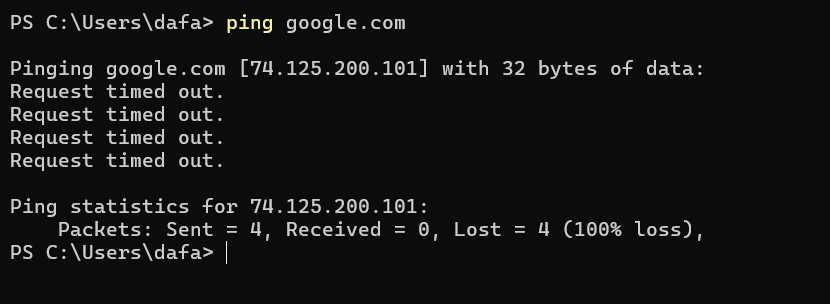 PS C:\Users\dafa> ping google.com
Pinging google.com [74.125.200.101] with 32 bytes of data:
Request timed out.
Request timed out.
Request timed out.
Request timed out.
Ping statistics for 74.125.200.101:
    Packets: Sent = 4, Received = 0, Lost = 4 (100% loss),
PS C:\Users\dafa>